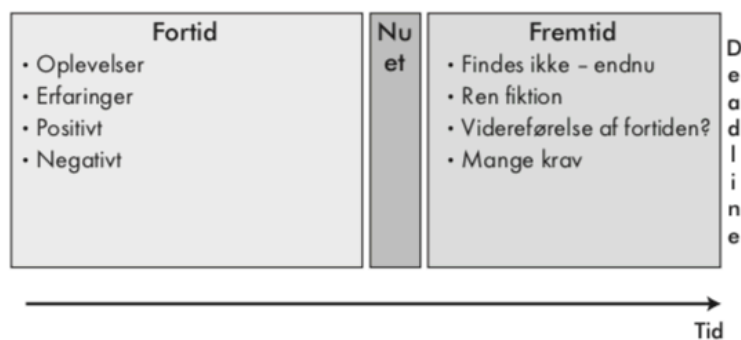 Fortid
• Oplevelser
• Erfaringer
• Positivt
• Negativt
Nu
et
Fremtid
• Findes ikke – endnu
• Ren fiktion
• Videreførelse af fortiden?
• Mange krav
Deadline
Tid